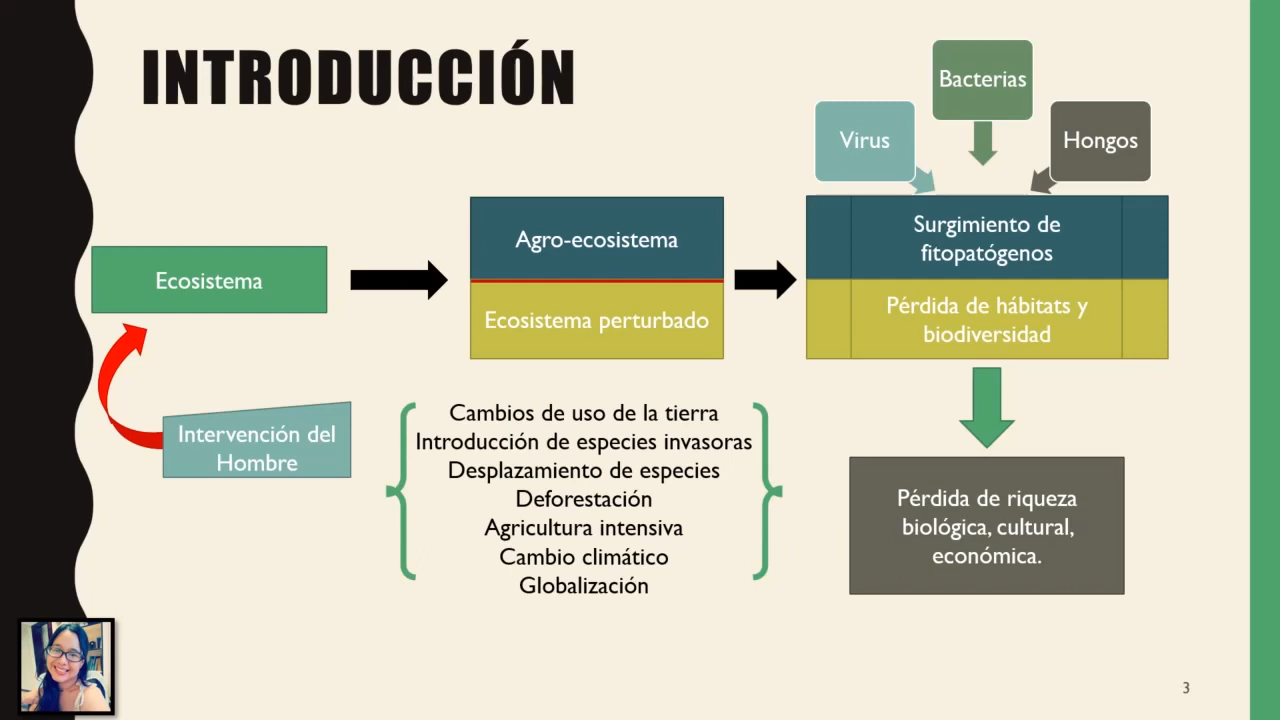 INTRODUCCIÓN
Bacterias
Virus
Hongos
Ecosistema
Agro-ecosistema
Ecosistema perturbado
Surgimiento de
fitopatógenos
Pérdida de hábitats y
biodiversidad
Intervención del
Hombre
Cambios de uso de la tierra
Introducción de especies invasoras
Desplazamiento de especies
Deforestación
Agricultura intensiva
Cambio climático
Globalización
Pérdida de riqueza
biológica, cultural,
económica.
3